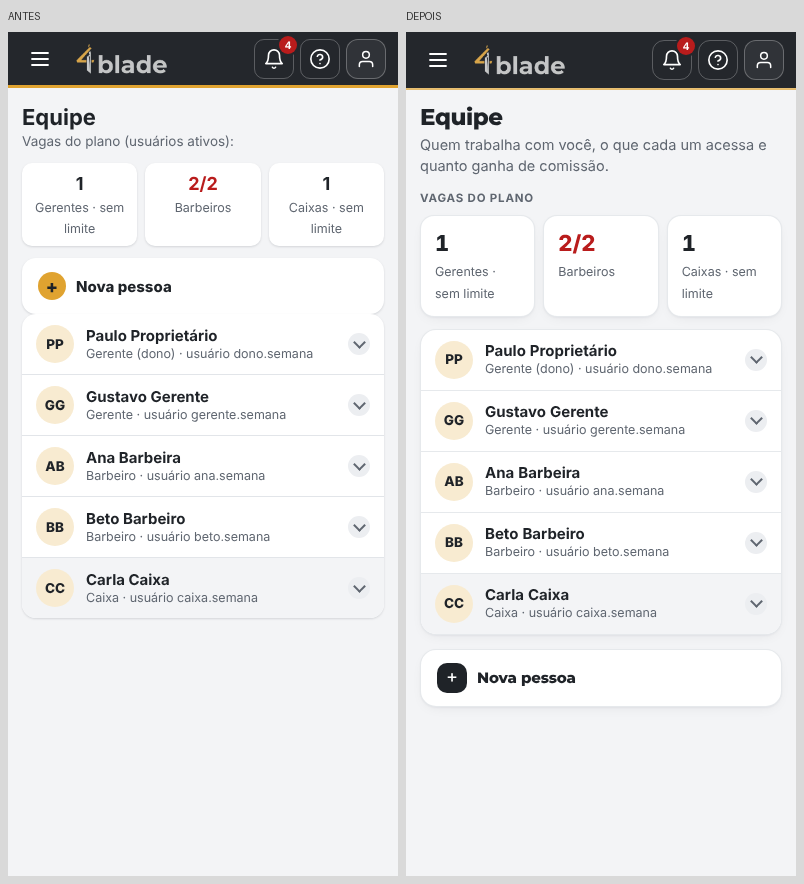 ANTES
4blade
4
Equipe
Vagas do plano (usuários ativos):
1
Gerentes · sem
limite
2/2
Barbeiros
1
Caixas · sem
limite
+
Nova pessoa
PP
Paulo Proprietário
Gerente (dono) · usuário dono.semana
GG
Gustavo Gerente
Gerente · usuário gerente.semana
AB
Ana Barbeira
Barbeiro · usuário ana.semana
BB
Beto Barbeiro
Barbeiro · usuário beto.semana
CC
Carla Caixa
Caixa · usuário caixa.semana
DEPOIS
4blade
4
Equipe
Quem trabalha com você, o que cada um acessa e
quanto ganha de comissão.
VAGAS DO PLANO
1
Gerentes ·
sem limite
2/2
Barbeiros
1
Caixas · sem
limite
PP
Paulo Proprietário
Gerente (dono) · usuário dono.semana
GG
Gustavo Gerente
Gerente · usuário gerente.semana
AB
Ana Barbeira
Barbeiro · usuário ana.semana
BB
Beto Barbeiro
Barbeiro · usuário beto.semana
CC
Carla Caixa
Caixa · usuário caixa.semana
+
Nova pessoa